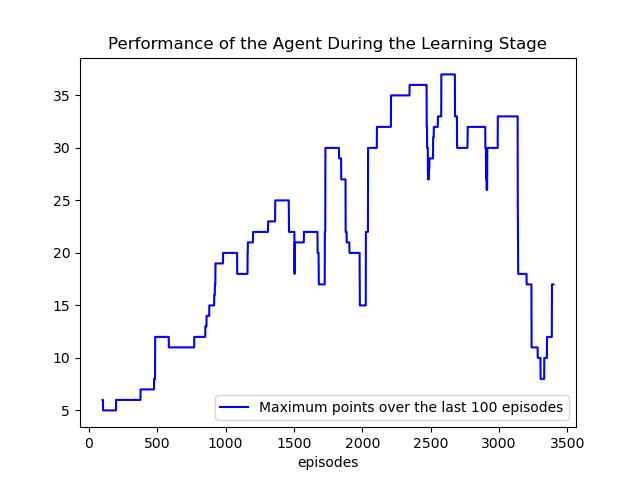 Performance of the Agent During the Learning Stage
35
30
25
20
15
10
5
Maximum points over the last 100 episodes
0 500 1000 1500 2000 2500 3000 3500
episodes